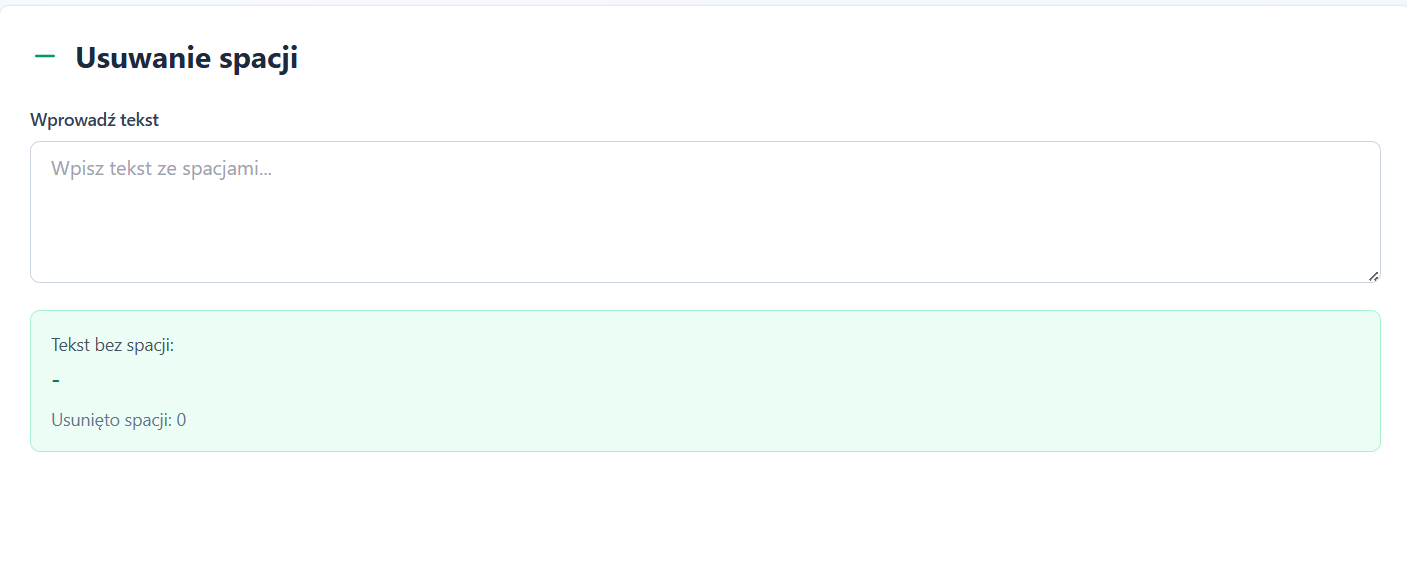 Usuwanie spacji
Wprowadź tekst
Wpisz tekst ze spacjami...
Tekst bez spacji:
-
Usunięto spacji: 0